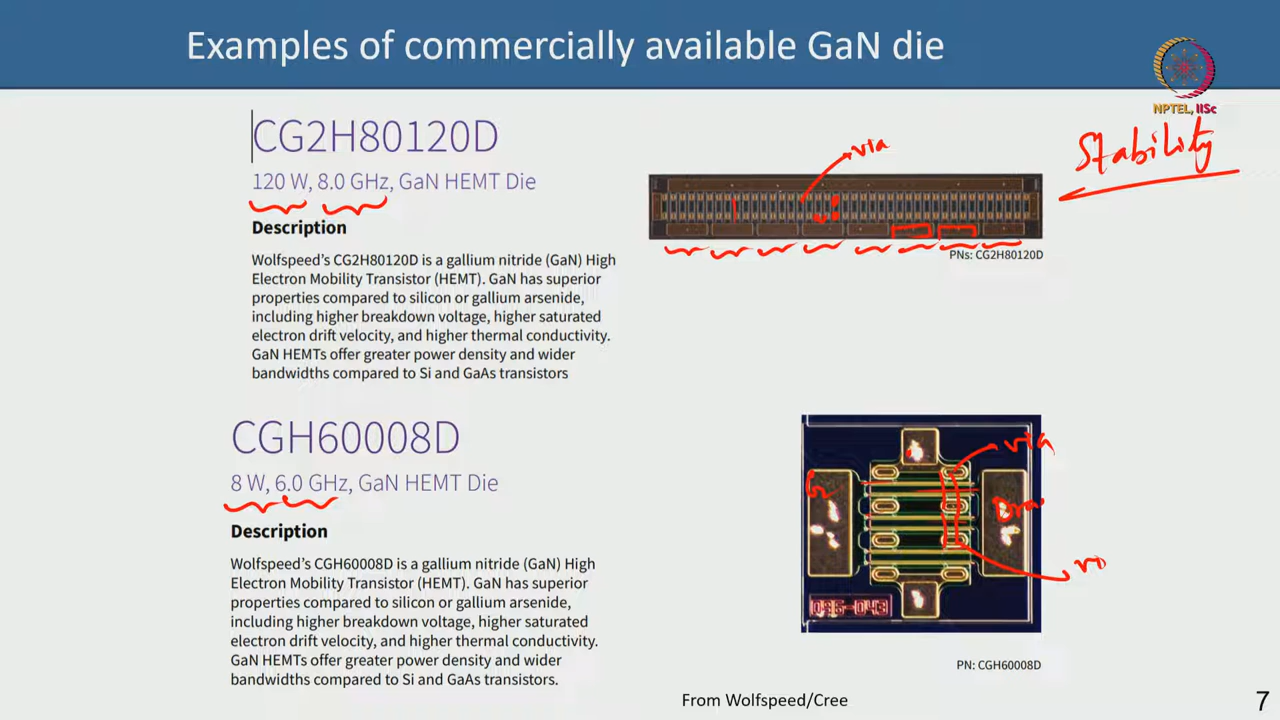 Examples of commercially available GaN die
NPTEL, IISc
CG2H80120D
120 W, 8.0 GHz, GaN HEMT Die
Description
Wolfspeed's CG2H80120D is a gallium nitride (GaN) High
Electron Mobility Transistor (HEMT). GaN has superior
properties compared to silicon or gallium arsenide,
including higher breakdown voltage, higher saturated
electron drift velocity, and higher thermal conductivity.
GaN HEMTs offer greater power density and wider
bandwidths compared to Si and GaAs transistors
via
Stability
PNs: CG2H80120D
CGH60008D
8 W, 6.0 GHz, GaN HEMT Die
Description
Wolfspeed's CGH60008D is a gallium nitride (GaN) High
Electron Mobility Transistor (HEMT). GaN has superior
properties compared to silicon or gallium arsenide,
including higher breakdown voltage, higher saturated
electron drift velocity, and higher thermal conductivity.
GaN HEMTs offer greater power density and wider
bandwidths compared to Si and GaAs transistors.
via
G
Dra
PN: CGH60008D
From Wolfspeed/Cree
7